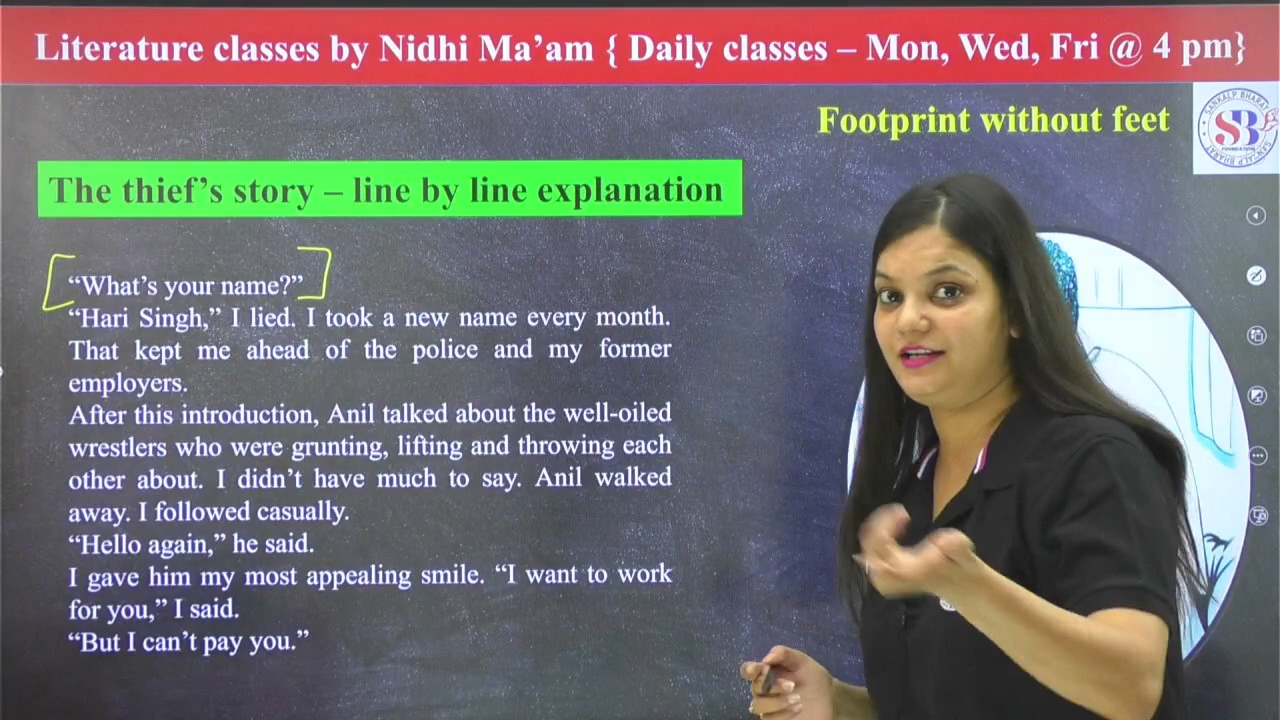 Literature classes by Nidhi Ma’am { Daily classes – Mon, Wed, Fri @ 4 pm}
Footprint without feet
SANKALP BHARAT
SB
FOUNDATION
The thief’s story – line by line explanation
“What’s your name?”
“Hari Singh,” I lied. I took a new name every month.
That kept me ahead of the police and my former
employers.
After this introduction, Anil talked about the well-oiled
wrestlers who were grunting, lifting and throwing each
other about. I didn’t have much to say. Anil walked
away. I followed casually.
“Hello again,” he said.
I gave him my most appealing smile. “I want to work
for you,” I said.
“But I can’t pay you.”